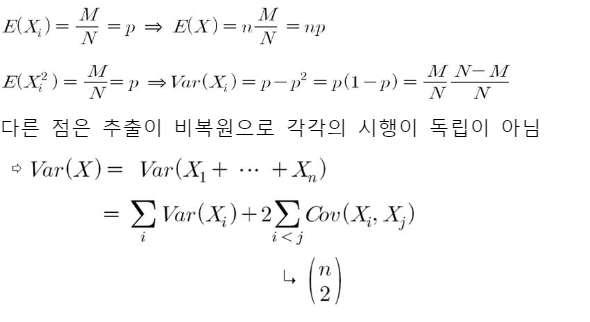 E(X_i) = M/N = p ⇒ E(X) = n M/N = np
E(X_i^2) = M/N = p ⇒ Var(X_i) = p − p^2 = p(1−p) = M/N N−M/N
다른 점은 추출이 비복원으로 각각의 시행이 독립이 아님
⇨ Var(X) = Var(X_1 + ⋯ + X_n)
= ∑_i Var(X_i) + 2∑_{i<j} Cov(X_i, X_j)
↳ (n 2)